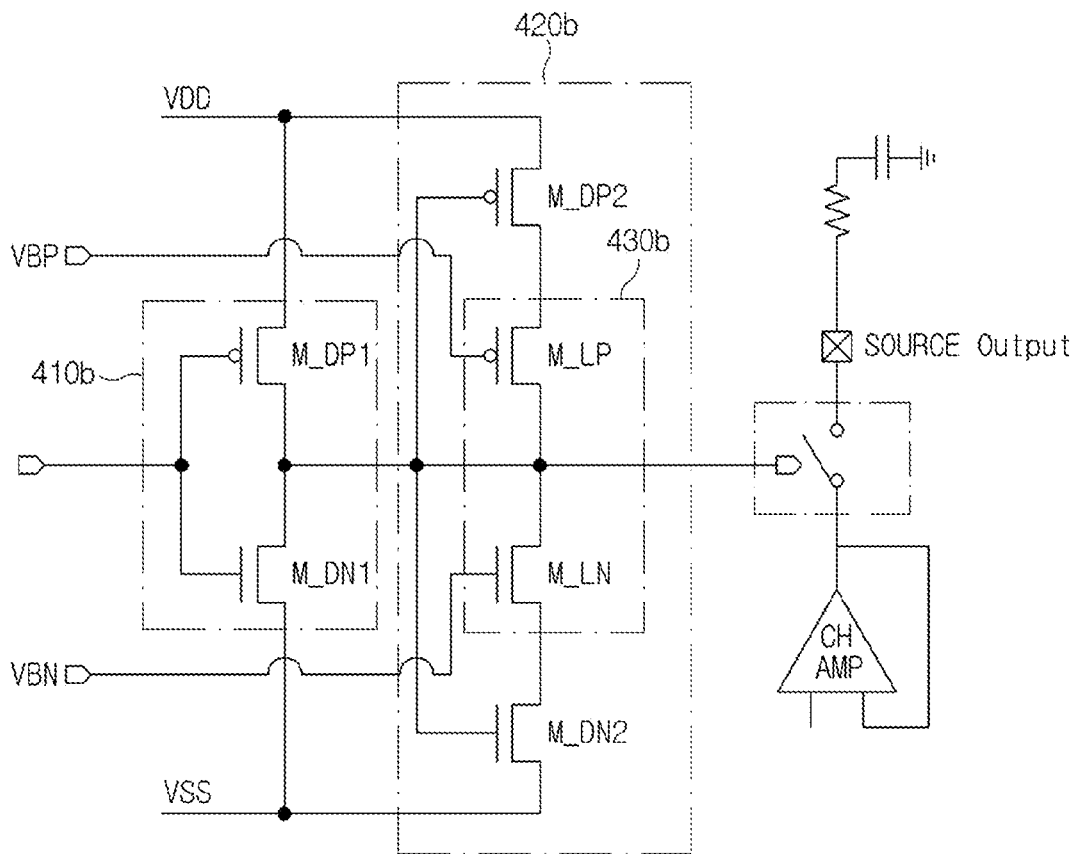 420b
VDD
M_DP2
VBP
430b
M_DP1
M_LP
SOURCE Output
410b
M_DN1
M_LN
CH
AMP
VBN
M_DN2
VSS